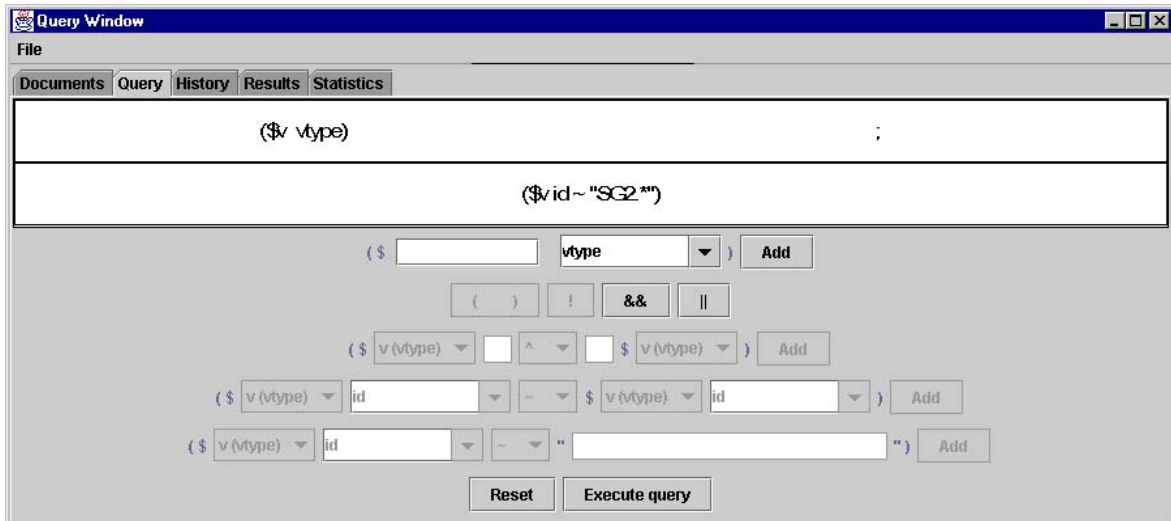 Query Window
File
Documents Query History Results Statistics
($v vtype) ;
($v id ~ "SG2.*")
( $ vtype ) Add
( ) ! && ||
( $ v (vtype) ^ $ v (vtype) ) Add
( $ v (vtype) id ~ $ v (vtype) id ) Add
( $ v (vtype) id ~ " " ) Add
Reset Execute query